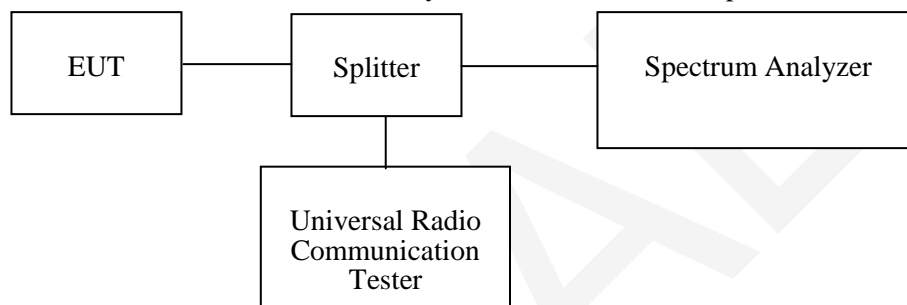 EUT
Splitter
Spectrum Analyzer
Universal Radio
Communication
Tester